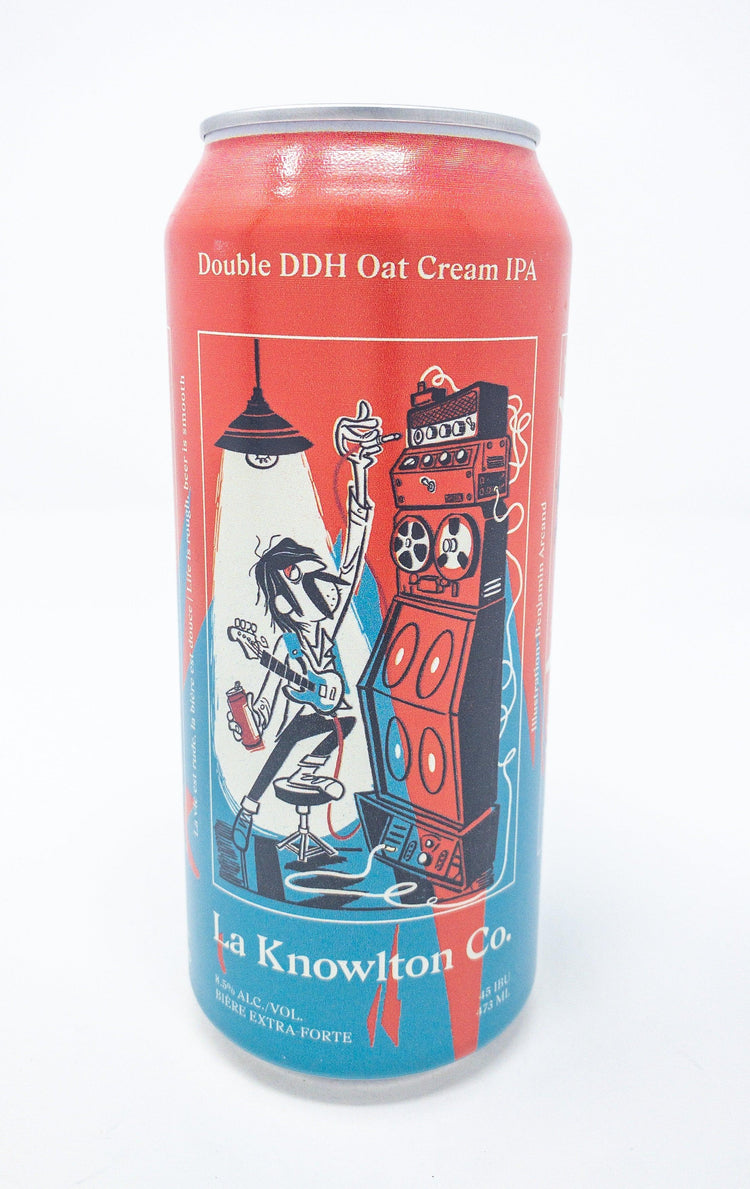 Double DDH Oat Cream IPA
La vie est rude, la bière est douce / Life is rough, beer is smooth
Illustration: Benjamin Arcand
La Knowlton Co.
8.5% ALC./VOL.
BIÈRE EXTRA-FORTE
45 IBU
473 ML